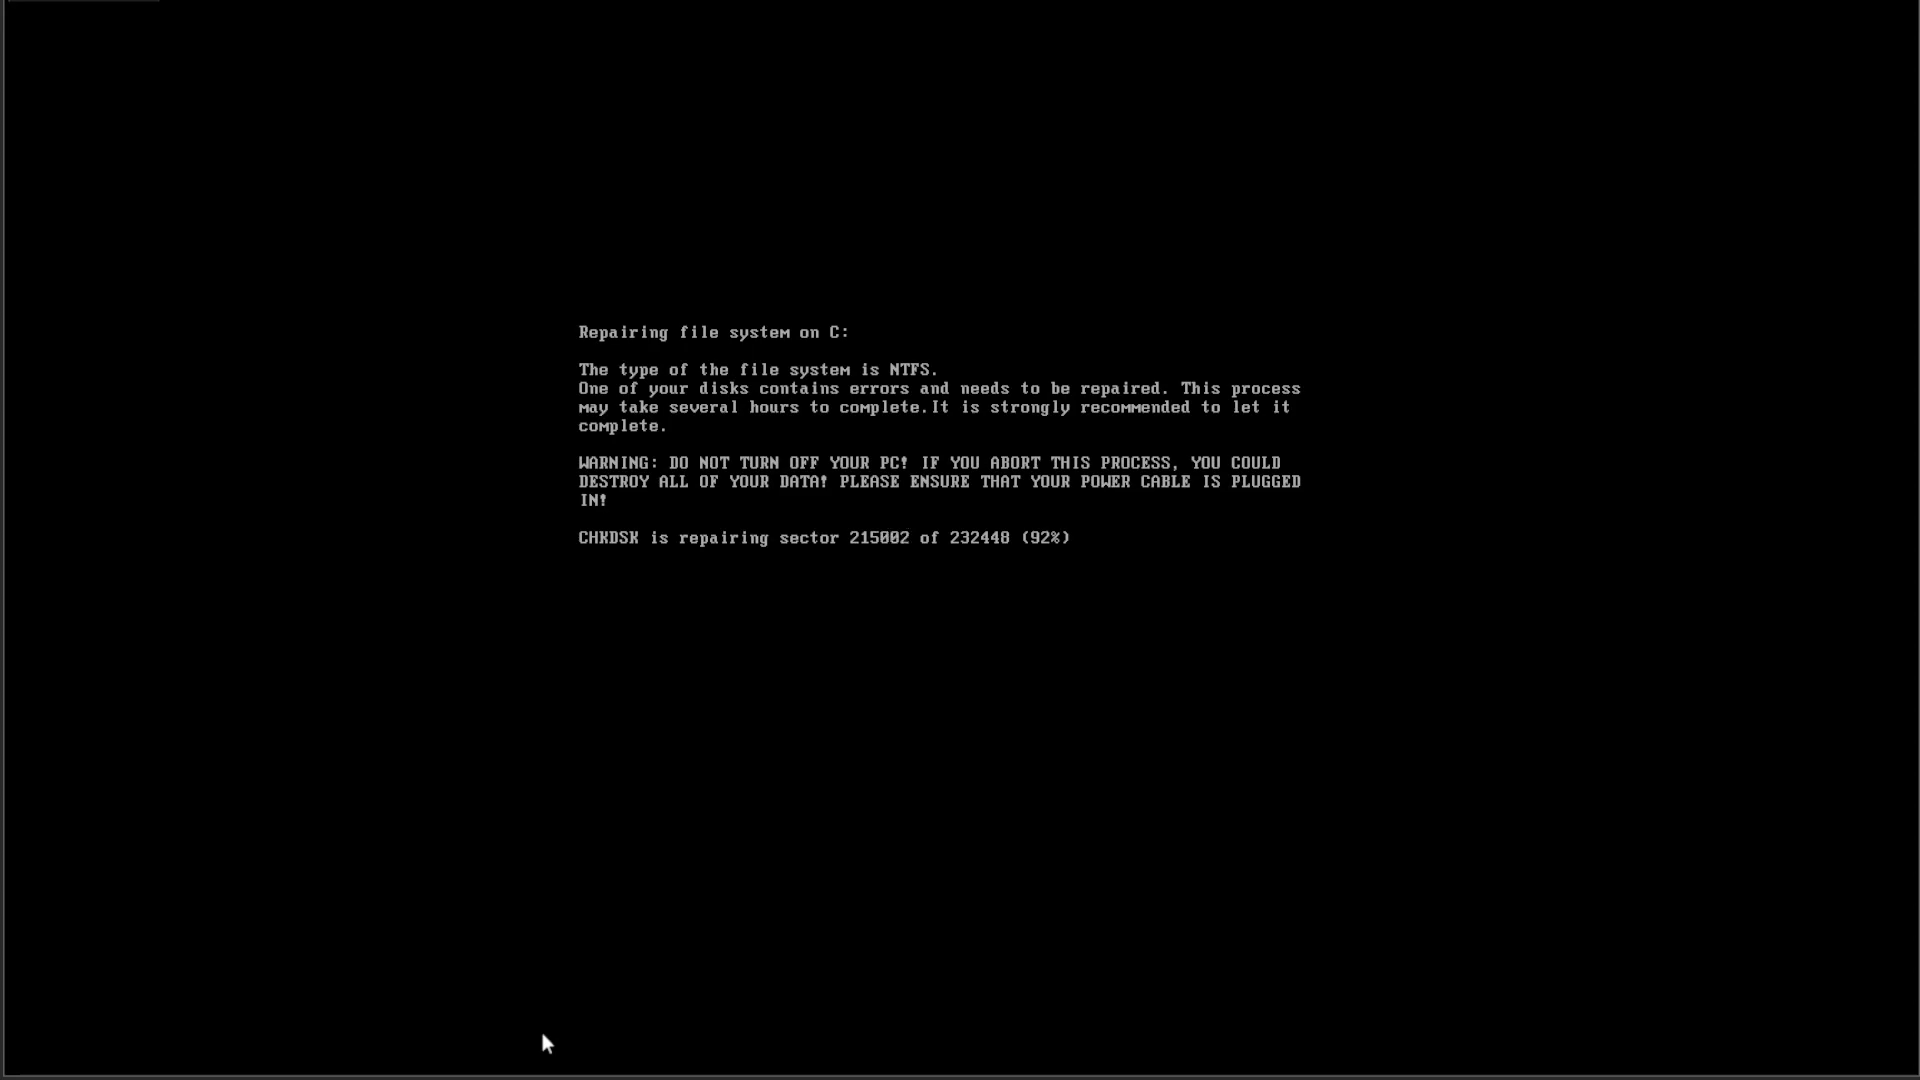 Repairing file system on C:
The type of the file system is NTFS.
One of your disks contains errors and needs to be repaired. This process
may take several hours to complete.It is strongly recommended to let it
complete.
WARNING: DO NOT TURN OFF YOUR PC! IF YOU ABORT THIS PROCESS, YOU COULD
DESTROY ALL OF YOUR DATA! PLEASE ENSURE THAT YOUR POWER CABLE IS PLUGGED
IN!
CHKDSK is repairing sector 215002 of 232448 (92%)